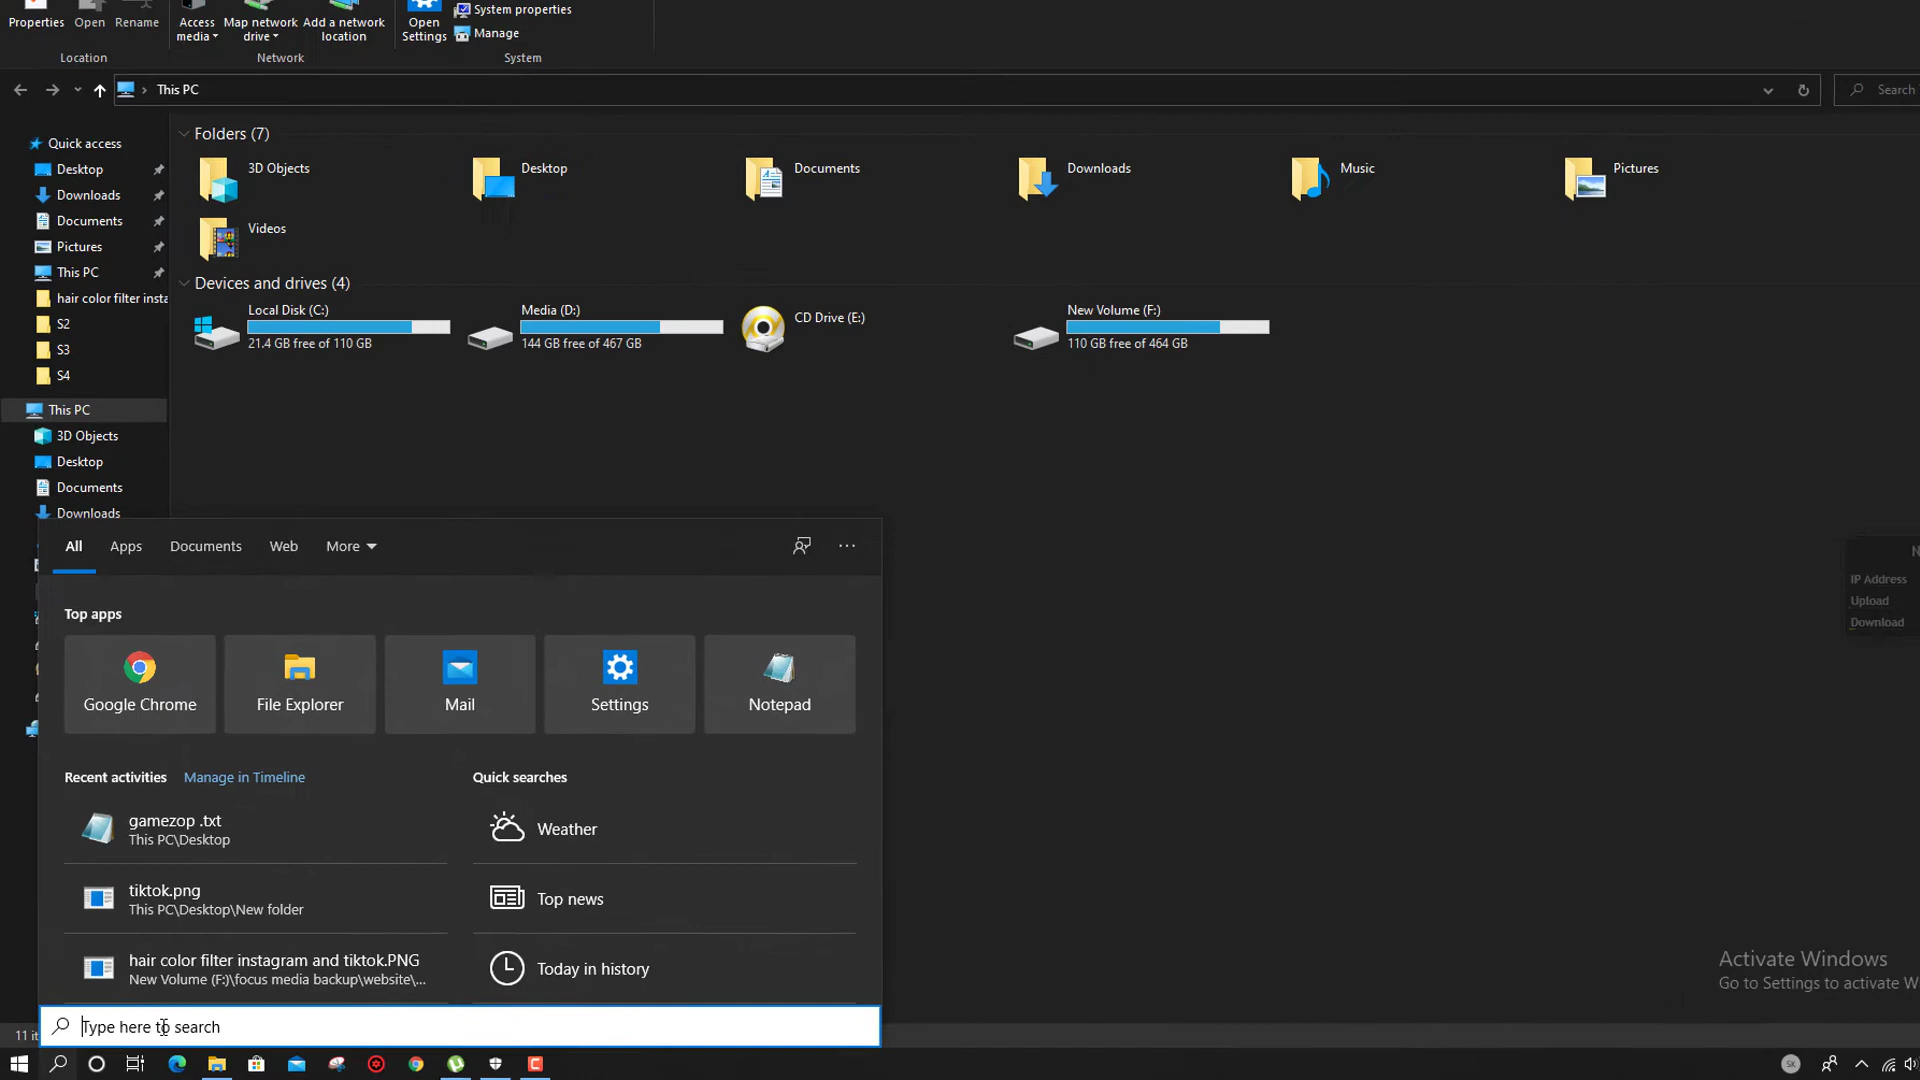 Properties Open Rename Access media Map network drive Add a network location Open Settings System properties Manage
Location Network System
This PC
Search
Quick access
Desktop
Downloads
Documents
Pictures
This PC
hair color filter insta
S2
S3
S4
This PC
3D Objects
Desktop
Documents
Downloads
Folders (7)
3D Objects Desktop Documents Downloads Music Pictures
Videos
Devices and drives (4)
Local Disk (C:) Media (D:) CD Drive (E:) New Volume (F:)
21.4 GB free of 110 GB 144 GB free of 467 GB 110 GB free of 464 GB
All Apps Documents Web More
Top apps
Google Chrome File Explorer Mail Settings Notepad
Recent activities Manage in Timeline Quick searches
gamezop .txt
This PC\Desktop
Weather
tiktok.png
This PC\Desktop\New folder
Top news
hair color filter instagram and tiktok.PNG
New Volume (F:)\focus media backup\website\...
Today in history
Type here to search
IP Address
Upload
Download
Activate Windows
Go to Settings to activate W
11 it
SK